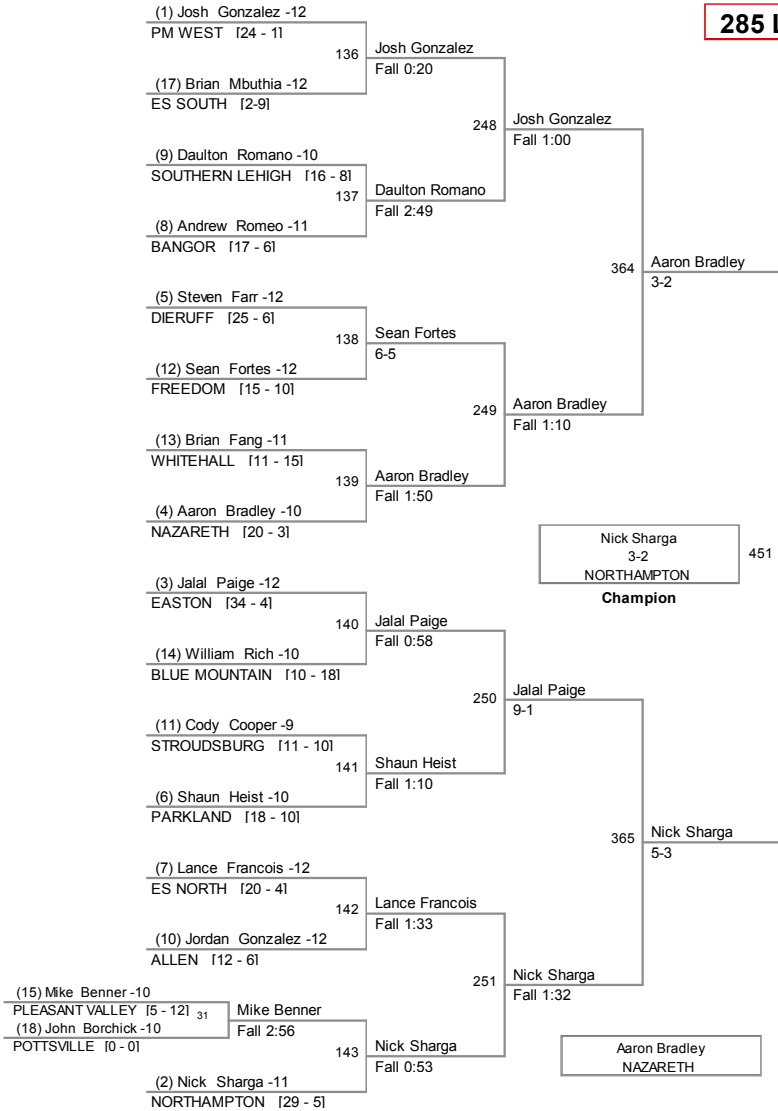 (1) Josh Gonzalez -12
PM WEST [24 - 1]
136
Josh Gonzalez
Fall 0:20
(17) Brian Mbuthia -12
ES SOUTH [2-9]
248
Josh Gonzalez
Fall 1:00
(9) Daulton Romano -10
SOUTHERN LEHIGH [16 - 8]
137
Daulton Romano
Fall 2:49
(8) Andrew Romeo -11
BANGOR [17 - 6]
364
Aaron Bradley
3-2
(5) Steven Farr -12
DIERUFF [25 - 6]
138
Sean Fortes
6-5
(12) Sean Fortes -12
FREEDOM [15 - 10]
249
Aaron Bradley
Fall 1:10
(13) Brian Fang -11
WHITEHALL [11 - 15]
139
Aaron Bradley
Fall 1:50
(4) Aaron Bradley -10
NAZARETH [20 - 3]
285
Nick Sharga
3-2
NORTHAMPTON
451
Champion
(3) Jalal Paige -12
EASTON [34 - 4]
140
Jalal Paige
Fall 0:58
(14) William Rich -10
BLUE MOUNTAIN [10 - 18]
250
Jalal Paige
9-1
(11) Cody Cooper -9
STROUDSBURG [11 - 10]
141
Shaun Heist
Fall 1:10
(6) Shaun Heist -10
PARKLAND [18 - 10]
365
Nick Sharga
5-3
(7) Lance Francois -12
ES NORTH [20 - 4]
142
Lance Francois
Fall 1:33
(10) Jordan Gonzalez -12
ALLEN [12 - 6]
251
Nick Sharga
Fall 1:32
(15) Mike Benner -10
PLEASANT VALLEY [5 - 12]
31
Mike Benner
Fall 2:56
(18) John Borchick -10
POTTSVILLE [0 - 0]
143
Nick Sharga
Fall 0:53
(2) Nick Sharga -11
NORTHAMPTON [29 - 5]
Aaron Bradley
NAZARETH